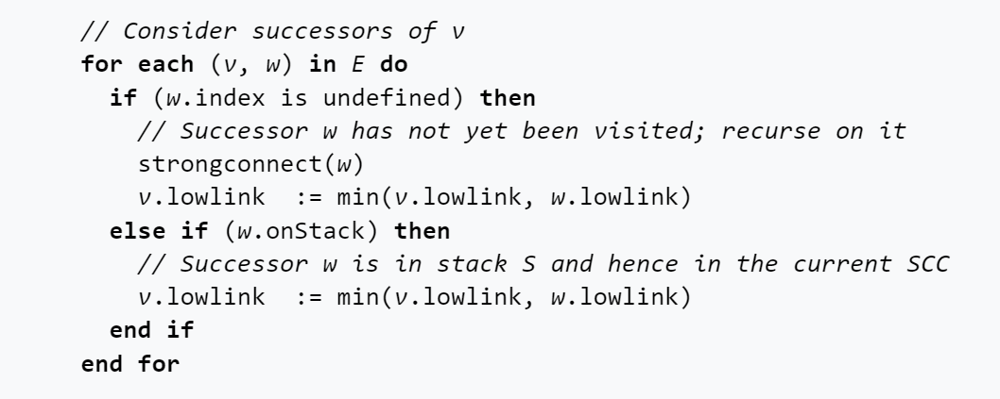 // Consider successors of v
for each (v, w) in E do
if (w.index is undefined) then
// Successor w has not yet been visited; recurse on it
strongconnect(w)
v.lowlink := min(v.lowlink, w.lowlink)
else if (w.onStack) then
// Successor w is in stack S and hence in the current SCC
v.lowlink := min(v.lowlink, w.lowlink)
end if
end for